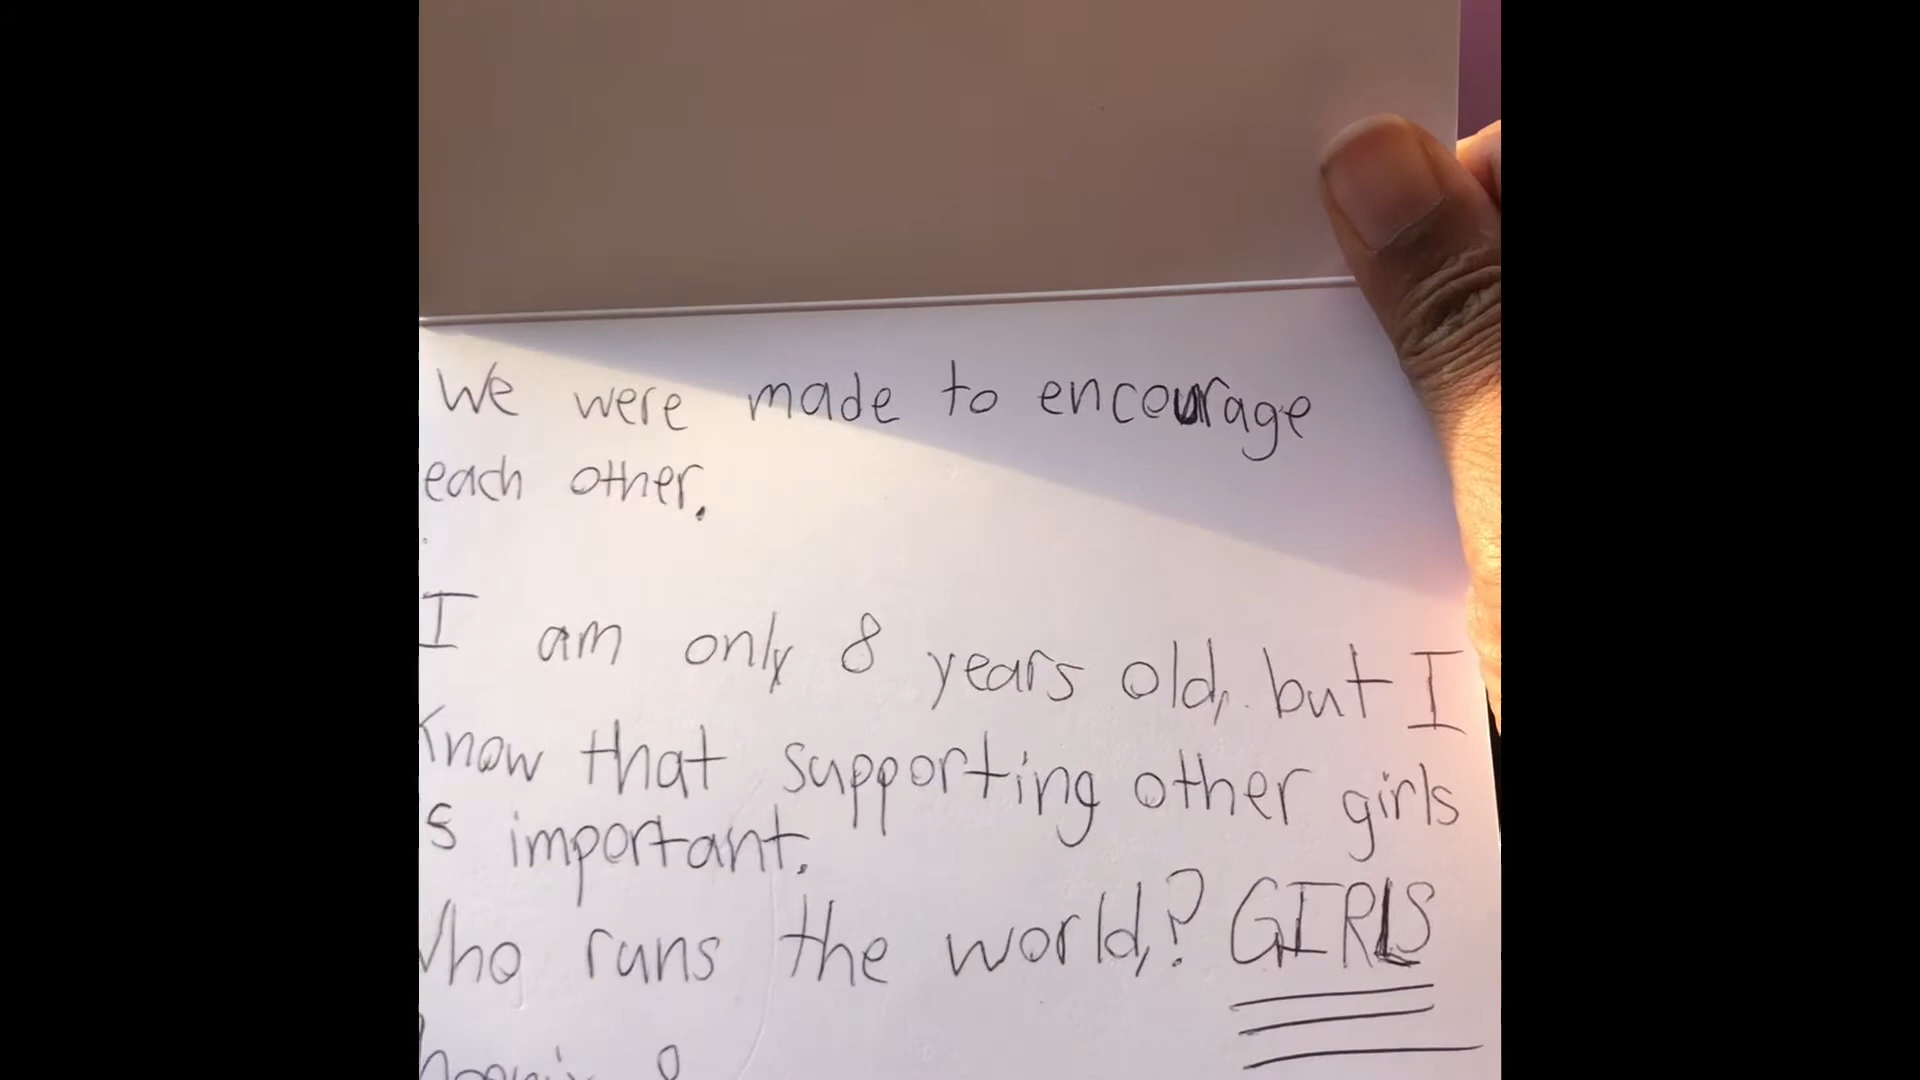 We were made to encourage
each other.
I am only 8 years old, but I
Know that supporting other girls
s important.
Who runs the world,? GIRLS